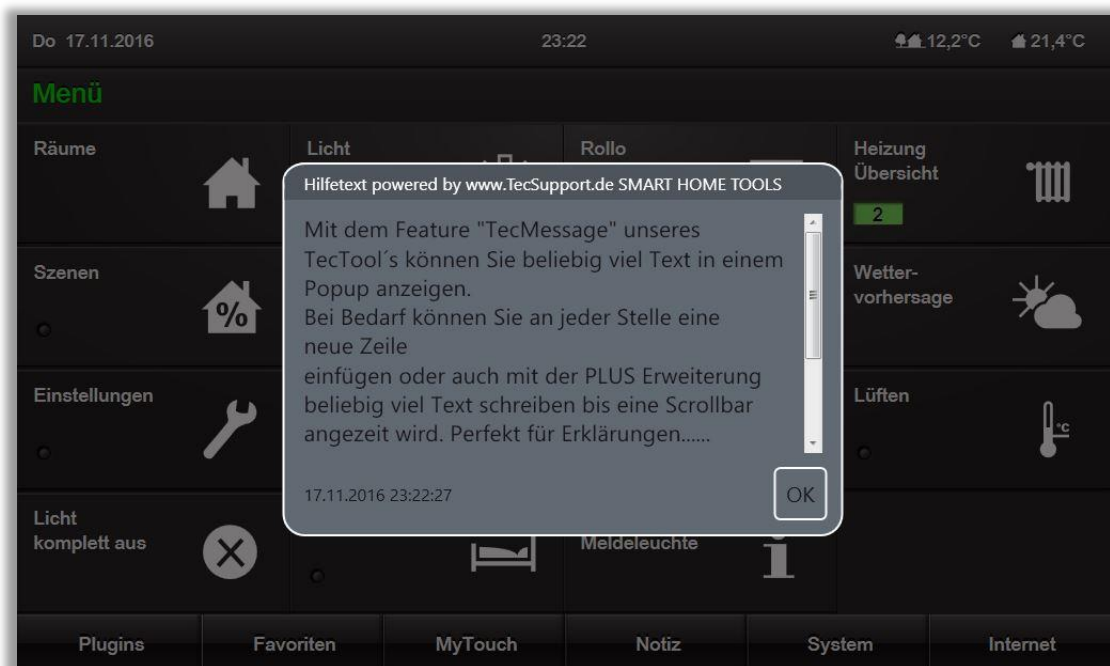 Do 17.11.2016
23:22
12,2°C
21,4°C
Menü
Räume
Licht
Rollo
Heizung
Übersicht
2
Hilfetext powered by www.TecSupport.de SMART HOME TOOLS
Mit dem Feature "TecMessage" unseres
TecTool´s können Sie beliebig viel Text in einem
Popup anzeigen.
Bei Bedarf können Sie an jeder Stelle eine
neue Zeile
einfügen oder auch mit der PLUS Erweiterung
beliebig viel Text schreiben bis eine Scrollbar
angezeit wird. Perfekt für Erklärungen......
17.11.2016 23:22:27
OK
Szenen
%
Wetter-
vorhersage
Einstellungen
Lüften
°C
Licht
komplett aus
Meldeleuchte
Plugins
Favoriten
MyTouch
Notiz
System
Internet